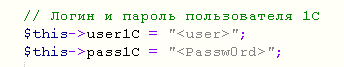 // Логин и пароль пользователя 1С
$this->user1C = "<user>";
$this->pass1C = "<Passw0rd>";